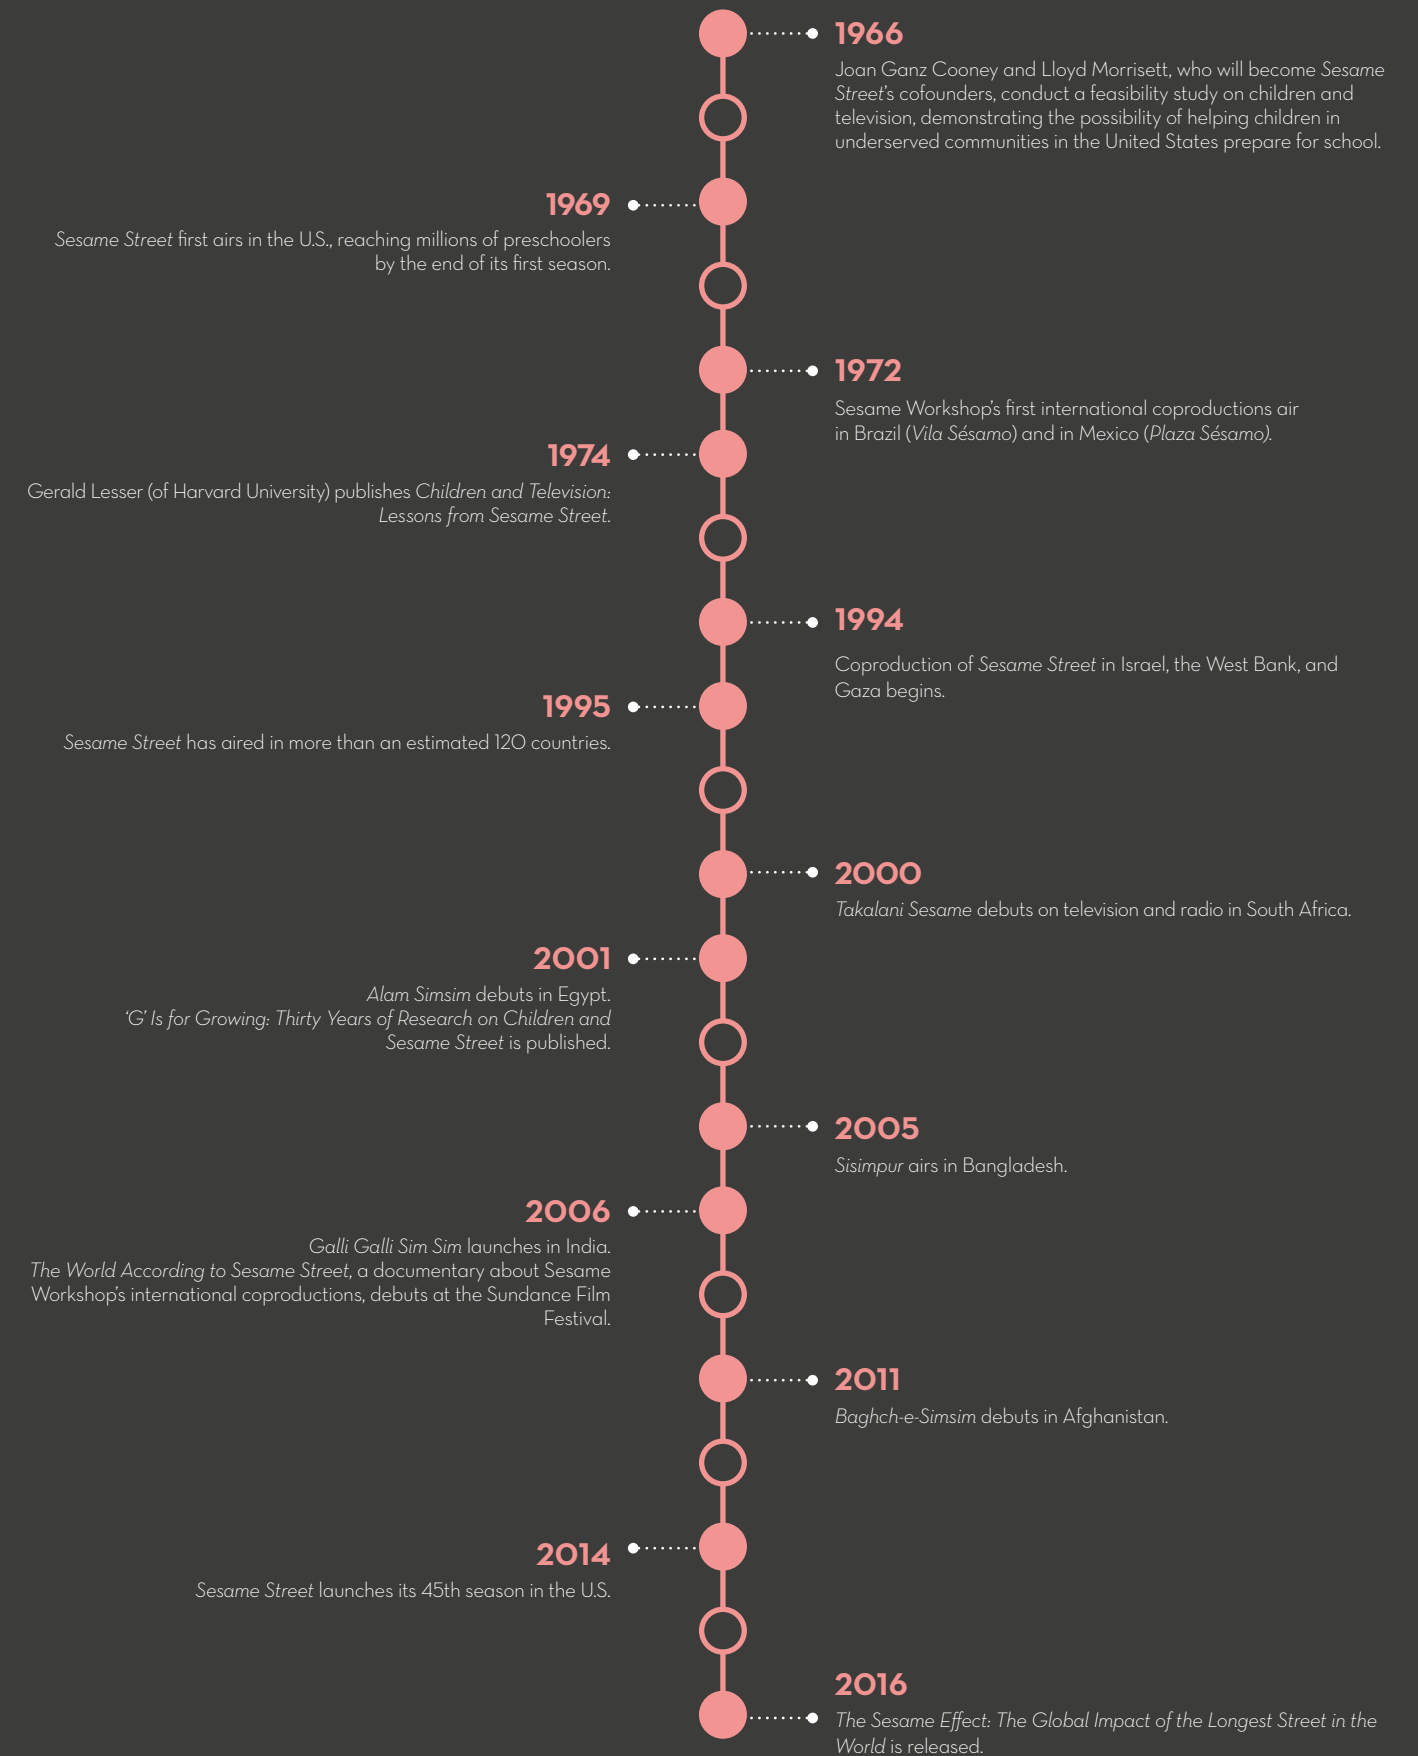 1966
Joan Ganz Cooney and Lloyd Morrisett, who will become Sesame
Street’s cofounders, conduct a feasibility study on children and
television, demonstrating the possibility of helping children in
underserved communities in the United States prepare for school.
1969
Sesame Street first airs in the U.S., reaching millions of preschoolers
by the end of its first season.
1972
Sesame Workshop’s first international coproductions air
in Brazil (Vila Sésamo) and in Mexico (Plaza Sésamo).
1974
Gerald Lesser (of Harvard University) publishes Children and Television:
Lessons from Sesame Street.
1994
Coproduction of Sesame Street in Israel, the West Bank, and
Gaza begins.
1995
Sesame Street has aired in more than an estimated 120 countries.
2000
Takalani Sesame debuts on television and radio in South Africa.
2001
Alam Simsim debuts in Egypt.
‘G’ Is for Growing: Thirty Years of Research on Children and
Sesame Street is published.
2005
Sisimpur airs in Bangladesh.
2006
Galli Galli Sim Sim launches in India.
The World According to Sesame Street, a documentary about Sesame
Workshop’s international coproductions, debuts at the Sundance Film
Festival.
2011
Baghch-e-Simsim debuts in Afghanistan.
2014
Sesame Street launches its 45th season in the U.S.
2016
The Sesame Effect: The Global Impact of the Longest Street in the
World is released.